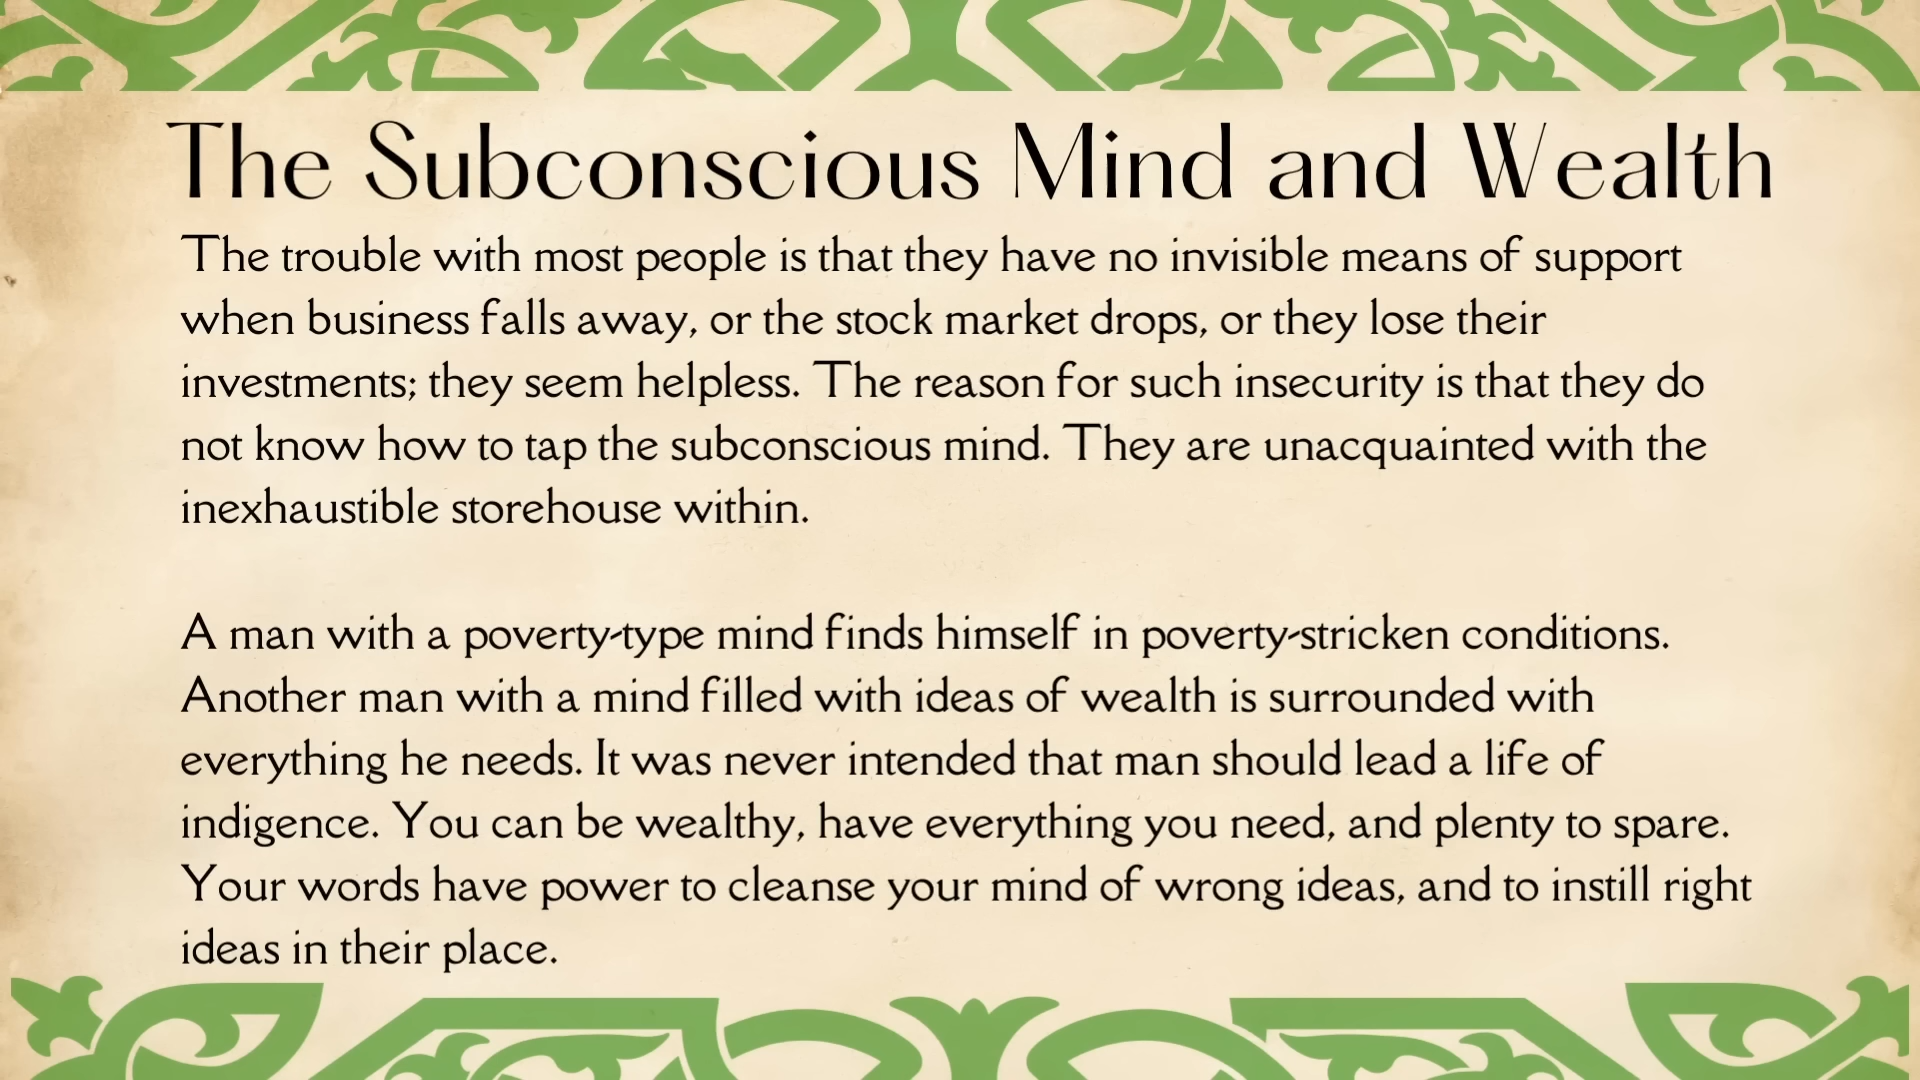 The Subconscious Mind and Wealth
The trouble with most people is that they have no invisible means of support
when business falls away, or the stock market drops, or they lose their
investments; they seem helpless. The reason for such insecurity is that they do
not know how to tap the subconscious mind. They are unacquainted with the
inexhaustible storehouse within.
A man with a poverty-type mind finds himself in poverty-stricken conditions.
Another man with a mind filled with ideas of wealth is surrounded with
everything he needs. It was never intended that man should lead a life of
indigence. You can be wealthy, have everything you need, and plenty to spare.
Your words have power to cleanse your mind of wrong ideas, and to instill right
ideas in their place.